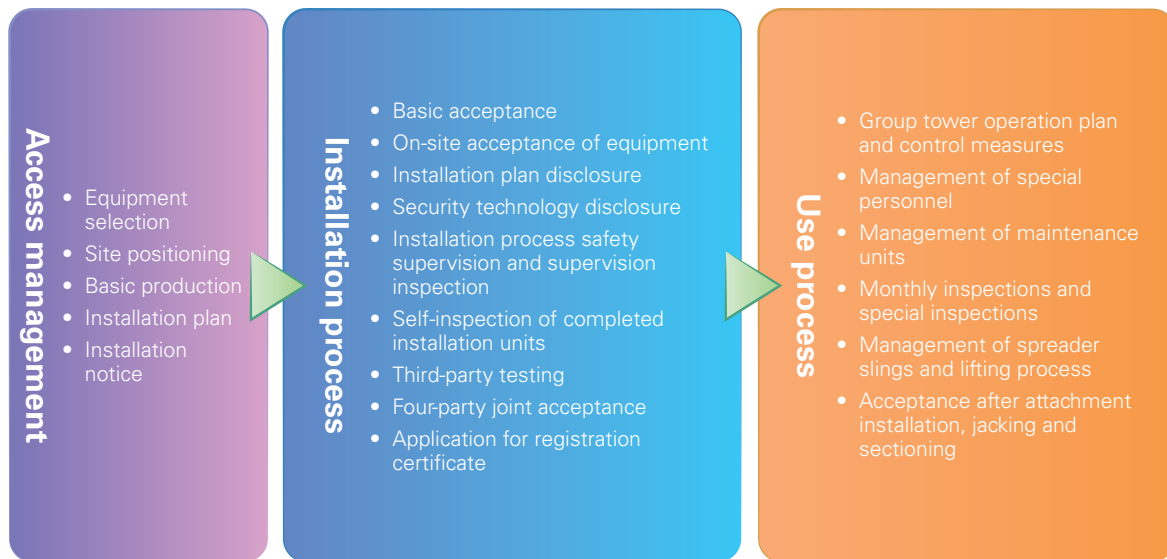 Access management
• Equipment
selection
• Site positioning
• Basic production
• Installation plan
• Installation
notice
Installation process
• Basic acceptance
• On-site acceptance of equipment
• Installation plan disclosure
• Security technology disclosure
• Installation process safety
supervision and supervision
inspection
• Self-inspection of completed
installation units
• Third-party testing
• Four-party joint acceptance
• Application for registration
certificate
Use process
• Group tower operation plan
and control measures
• Management of special
personnel
• Management of maintenance
units
• Monthly inspections and
special inspections
• Management of spreader
slings and lifting process
• Acceptance after attachment
installation, jacking and
sectioning